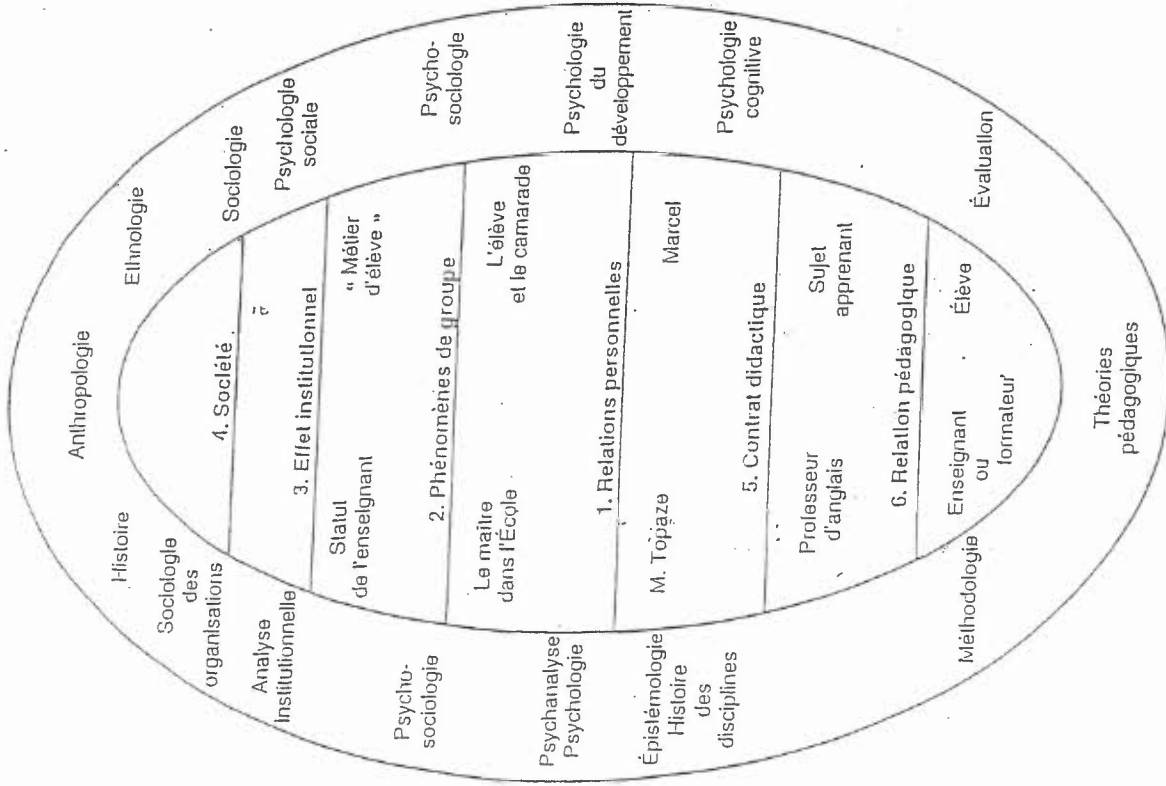 Anthropologie
Histoire
Ethnologie
Sociologie
des
organisations
Sociologie
Analyse
Institutionnelle
Psychologie
sociale
4. Société
3. Effet institutionnel
Statut
de l'enseignant
« Métier
d'élève »
Psycho-
sociologie
Psycho-
sociologie
2. Phénomènes de groupe
Le maître
dans l'École
L'élève
et le camarade
Psychanalyse
Psychologie
Psychologie
du
développement
1. Relations personnelles
M. Topaze
Marcel
Épistémologie
Histoire
des
disciplines
Psychologie
cognitive
5. Contrat didactique
Professeur
d'anglais
Sujet
apprenant
6. Relation pédagogique
Enseignant
ou
formateur
Élève
Méthodologie
Évaluation
Théories
pédagogiques